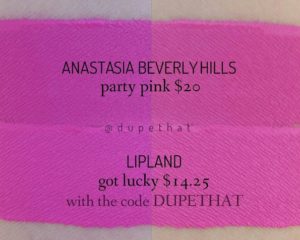 ANASTASIA BEVERLY HILLS
party pink $20
@dupethat
LIPLAND
got lucky $14.25
with the code DUPETHAT